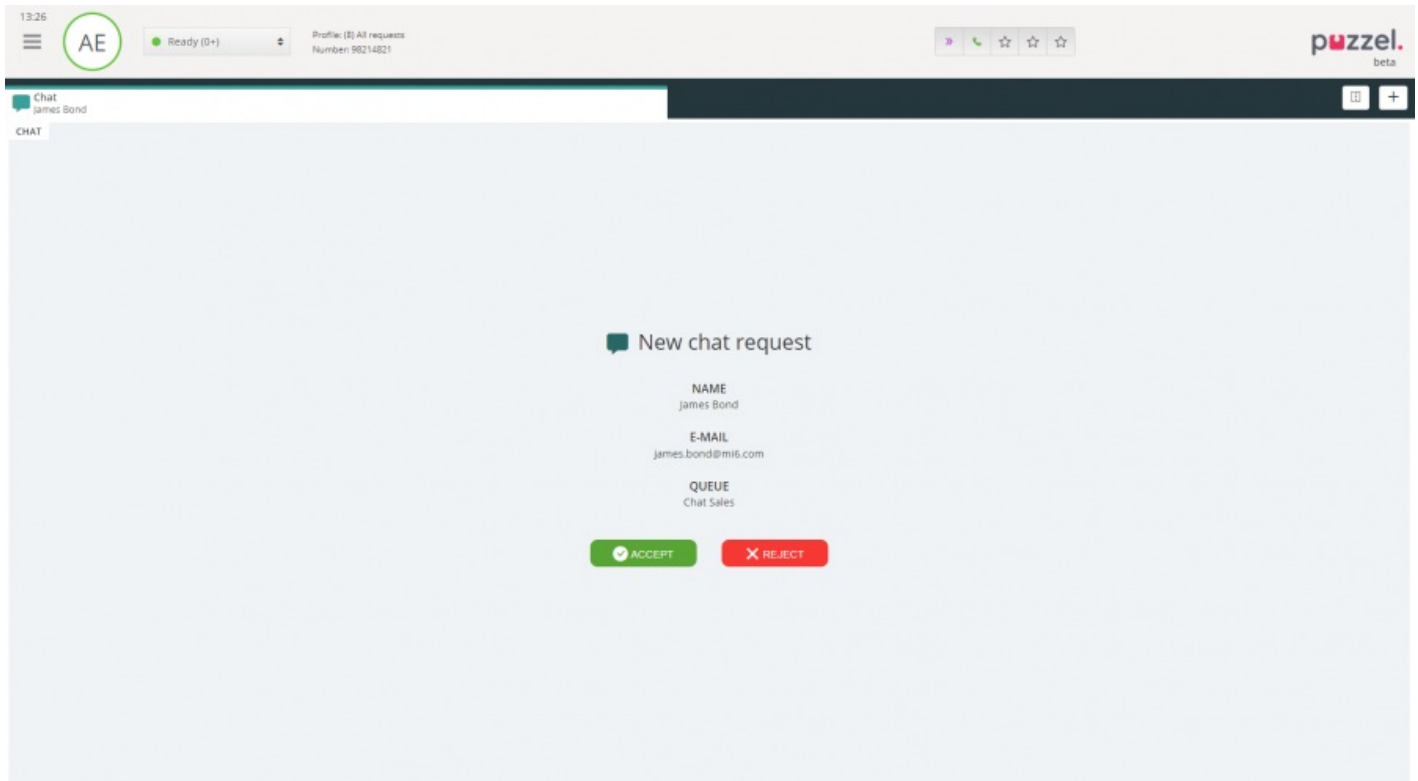 13:26
AE
Ready (0+)
Profile: (8) All requests
Number: 98214821
puzzel.
beta
Chat
James Bond
CHAT
New chat request
NAME
James Bond
E-MAIL
james.bond@mi6.com
QUEUE
Chat Sales
ACCEPT
REJECT